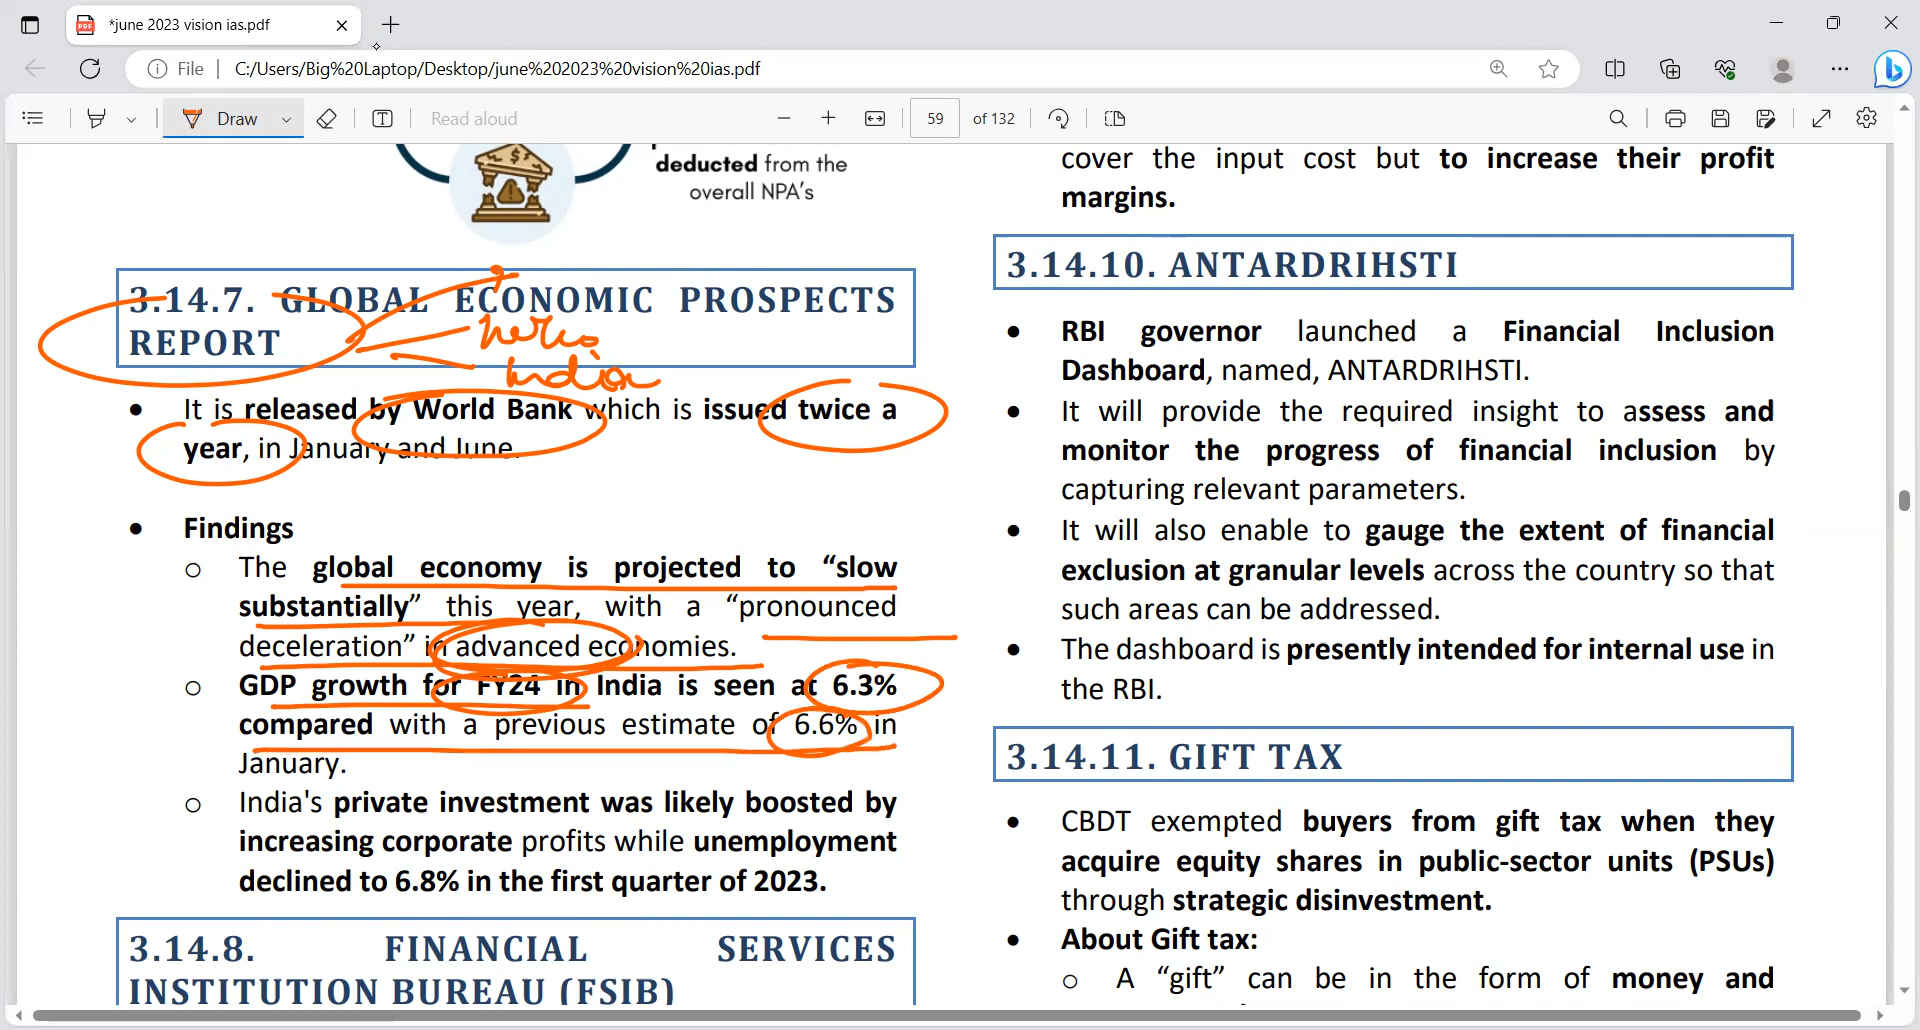 *june 2023 vision ias.pdf
File
C:/Users/Big%20Laptop/Desktop/june%202023%20vision%20ias.pdf
Draw
Read aloud
59 of 132
deducted from the
overall NPA's
3.14.7. GLOBAL ECONOMIC PROSPECTS
REPORT
India
• It is released by World Bank which is issued twice a
year, in January and June.
• Findings
o The global economy is projected to “slow
substantially” this year, with a “pronounced
deceleration” in advanced economies.
o GDP growth for FY24 in India is seen at 6.3%
compared with a previous estimate of 6.6% in
January.
o India's private investment was likely boosted by
increasing corporate profits while unemployment
declined to 6.8% in the first quarter of 2023.
3.14.8. FINANCIAL SERVICES
INSTITUTION BUREAU (FSIB)
cover the input cost but to increase their profit
margins.
3.14.10. ANTARDRIHSTI
• RBI governor launched a Financial Inclusion
Dashboard, named, ANTARDRIHSTI.
• It will provide the required insight to assess and
monitor the progress of financial inclusion by
capturing relevant parameters.
• It will also enable to gauge the extent of financial
exclusion at granular levels across the country so that
such areas can be addressed.
• The dashboard is presently intended for internal use in
the RBI.
3.14.11. GIFT TAX
• CBDT exempted buyers from gift tax when they
acquire equity shares in public-sector units (PSUs)
through strategic disinvestment.
• About Gift tax:
o A “gift” can be in the form of money and